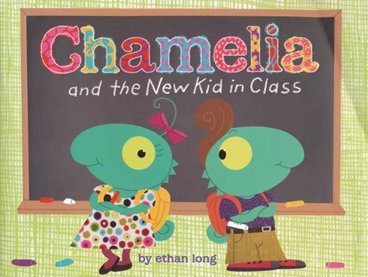 Chamelia
and the New Kid in Class
by ethan long